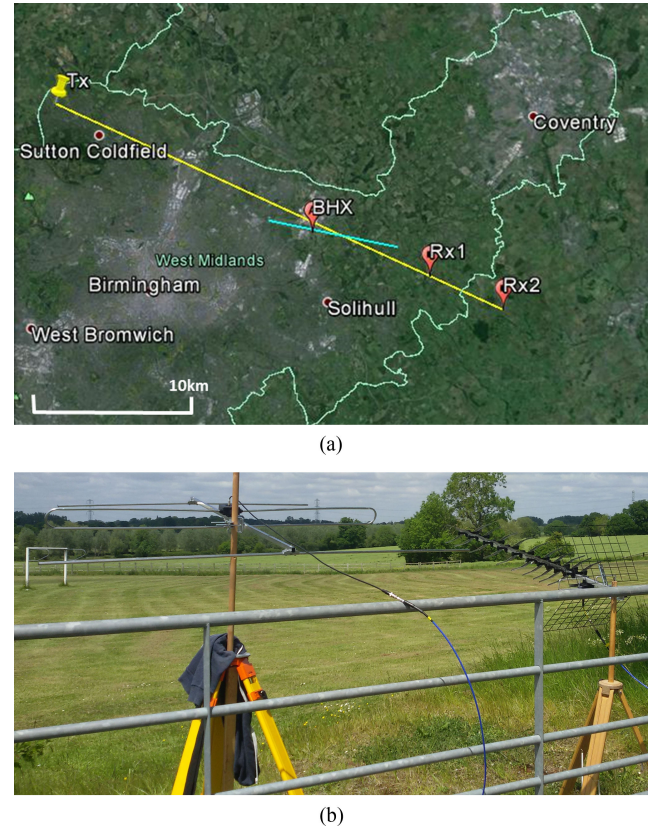 Tx
Sutton Coldfield
Coventry
BHX
West Midlands
Rx1
Birmingham
Rx2
Solihull
West Bromwich
10km
(a)
(b)